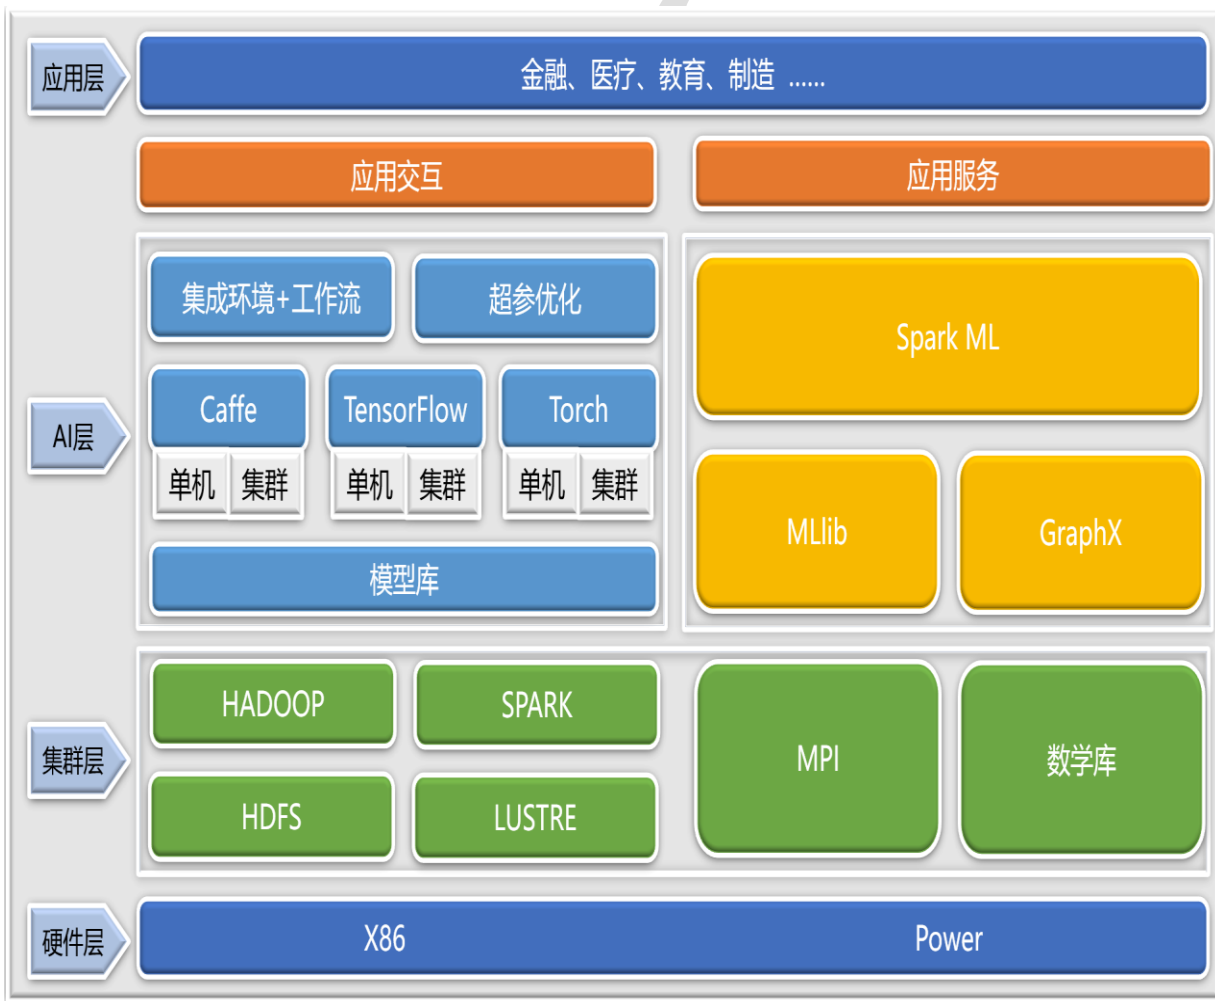 应用层
金融、医疗、教育、制造 ......
应用交互
应用服务
集成环境+工作流
超参优化
Spark ML
AI层
Caffe
TensorFlow
Torch
单机
集群
单机
集群
单机
集群
MLlib
GraphX
模型库
集群层
HADOOP
SPARK
MPI
数学库
HDFS
LUSTRE
硬件层
X86
Power